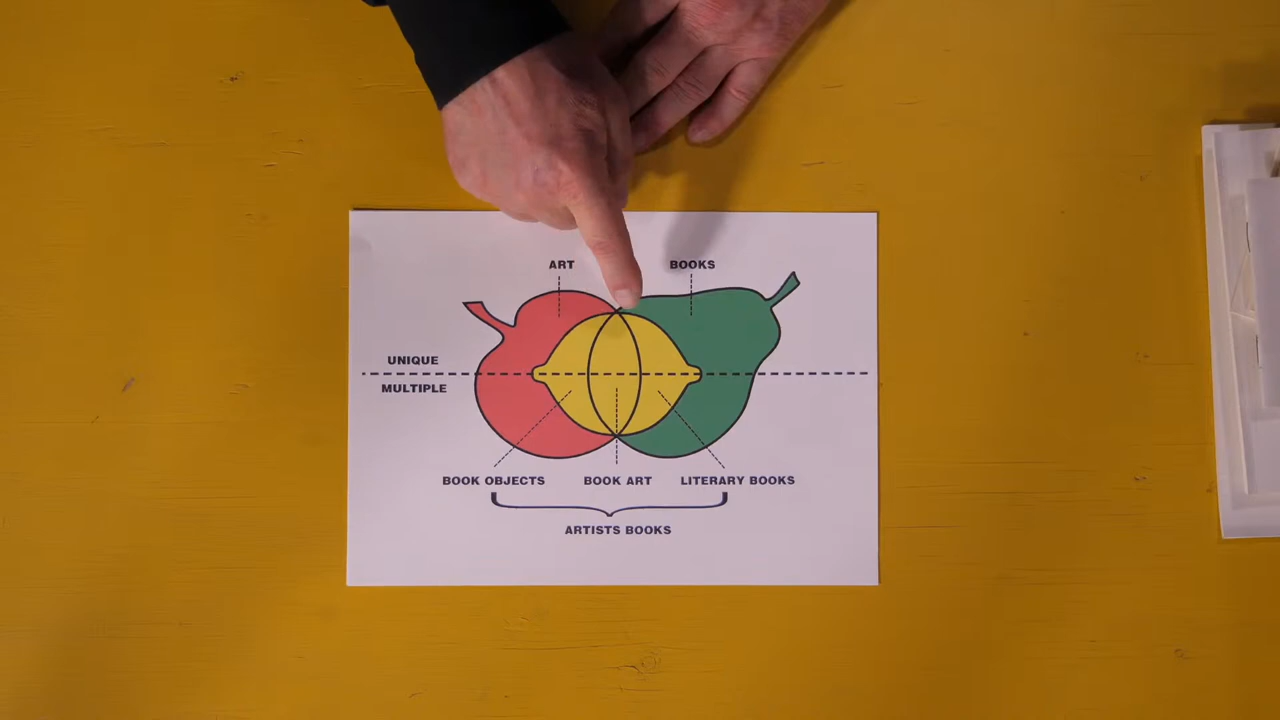 ART
BOOKS
UNIQUE
MULTIPLE
BOOK OBJECTS
BOOK ART
LITERARY BOOKS
ARTISTS BOOKS